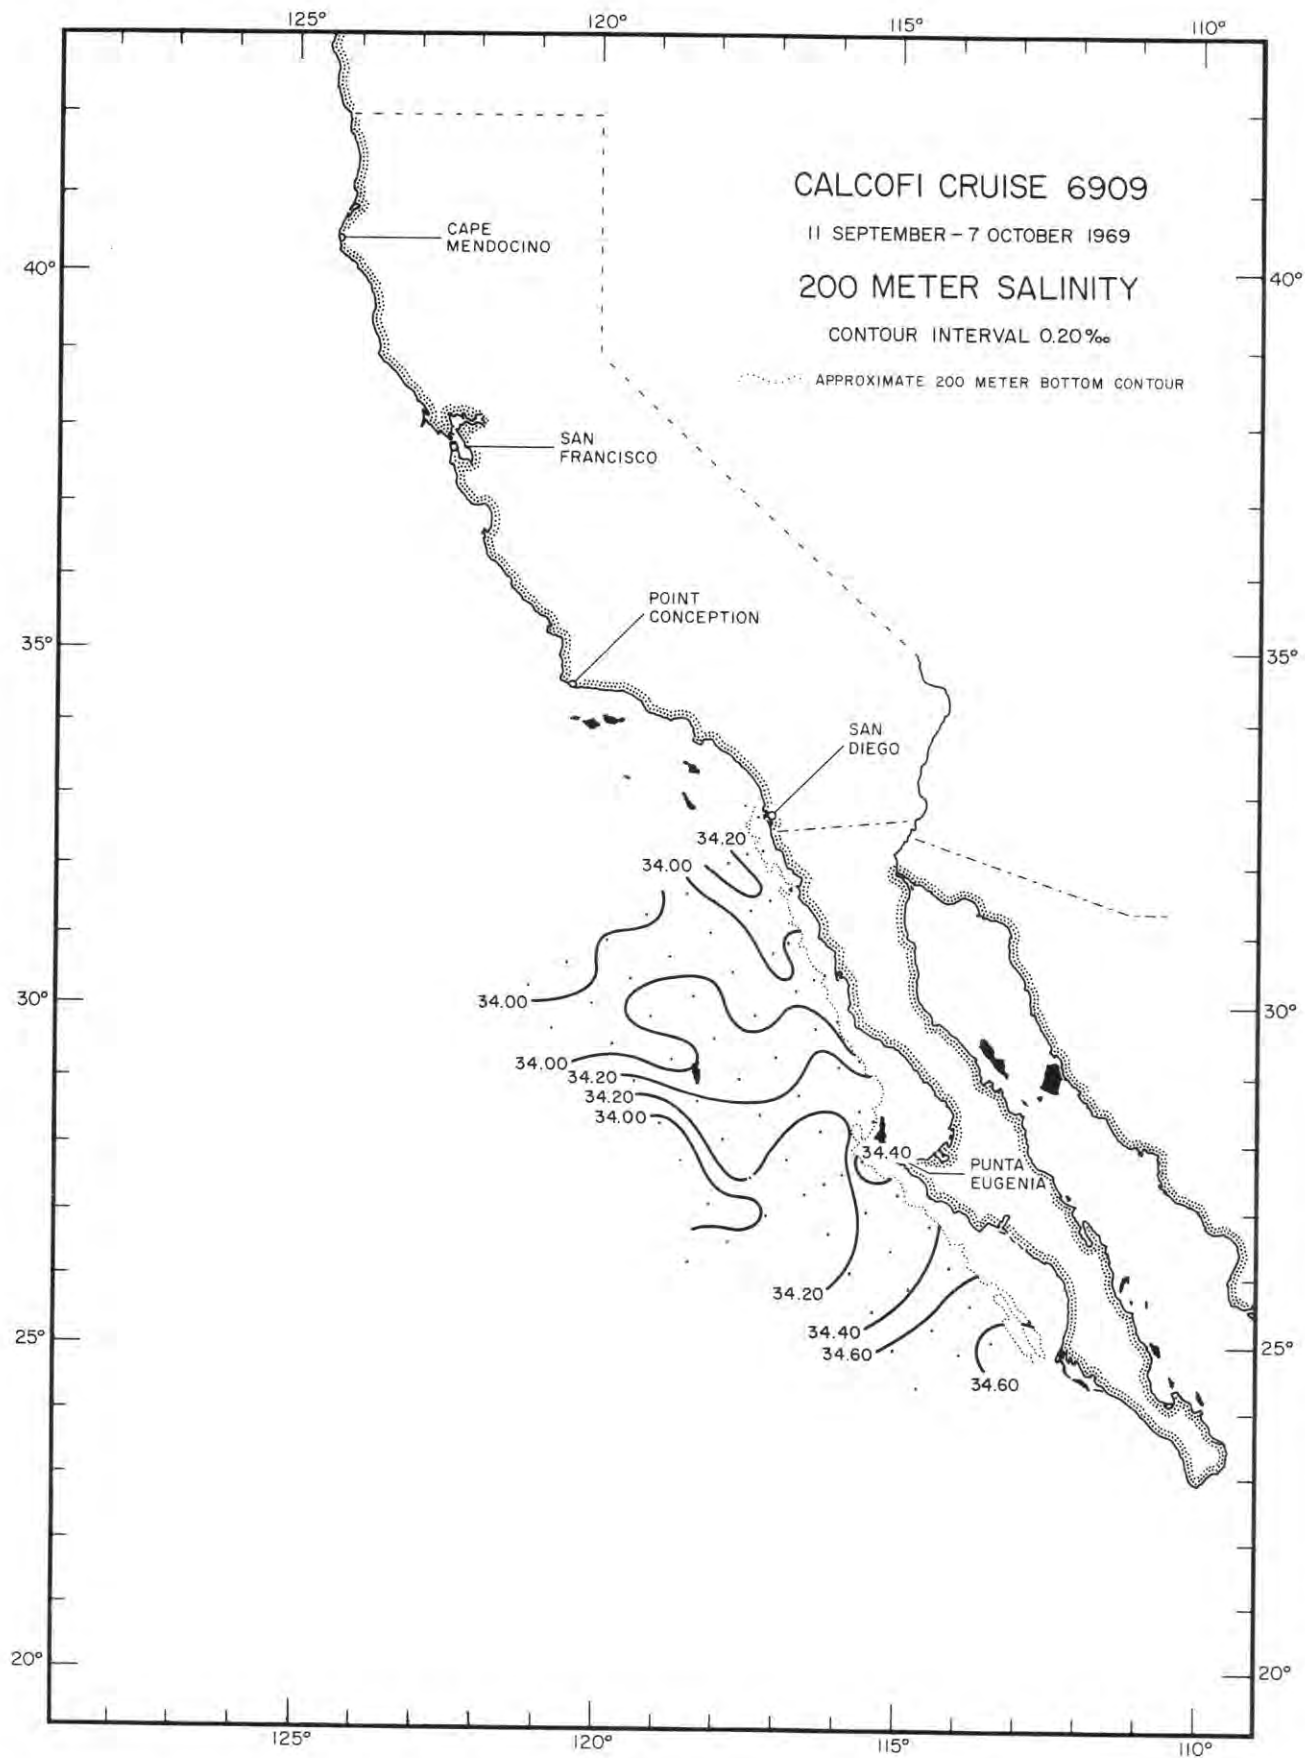 125° 120° 115° 110°
CALCOFI CRUISE 6909
11 SEPTEMBER – 7 OCTOBER 1969
200 METER SALINITY
CONTOUR INTERVAL 0.20‰
APPROXIMATE 200 METER BOTTOM CONTOUR
CAPE
MENDOCINO
40° 40°
SAN
FRANCISCO
POINT
CONCEPTION
35° 35°
SAN
DIEGO
34.20
34.00
34.00
30° 30°
34.00
34.20
34.20
34.00
34.40
PUNTA
EUGENIA
34.20
34.40
34.60
25° 25°
34.60
20° 20°
125° 120° 115° 110°